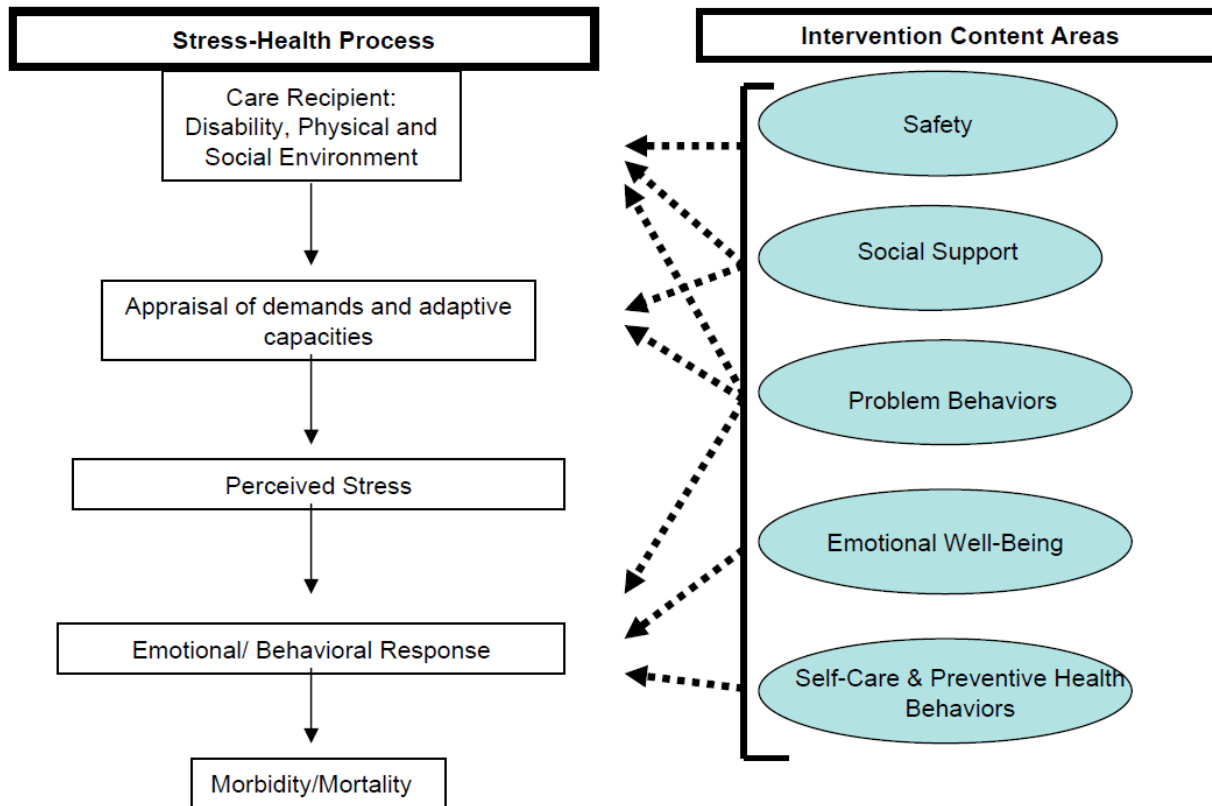 Stress-Health Process
Intervention Content Areas
Care Recipient:
Disability, Physical and
Social Environment
Appraisal of demands and adaptive
capacities
Perceived Stress
Emotional/ Behavioral Response
Morbidity/Mortality
Safety
Social Support
Problem Behaviors
Emotional Well-Being
Self-Care & Preventive Health
Behaviors